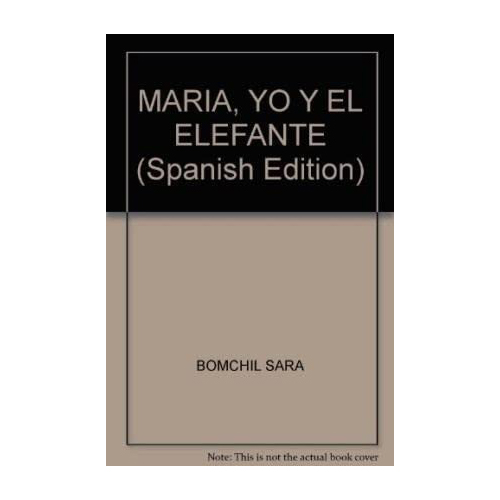 MARIA, YO Y EL
ELEFANTE
(Spanish Edition)
BOMCHIL SARA
Note: This is not the actual book cover